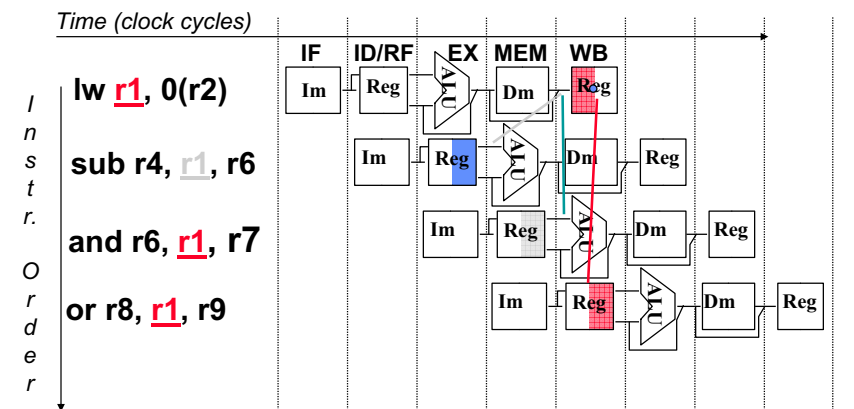 Time (clock cycles)
IF ID/RF EX MEM WB
lw r1, 0(r2)
Im Reg ALU Dm Reg
sub r4, r1, r6
Im Reg ALU Dm Reg
and r6, r1, r7
Im Reg ALU Dm Reg
or r8, r1, r9
Im Reg ALU Dm Reg
Instr.
Order